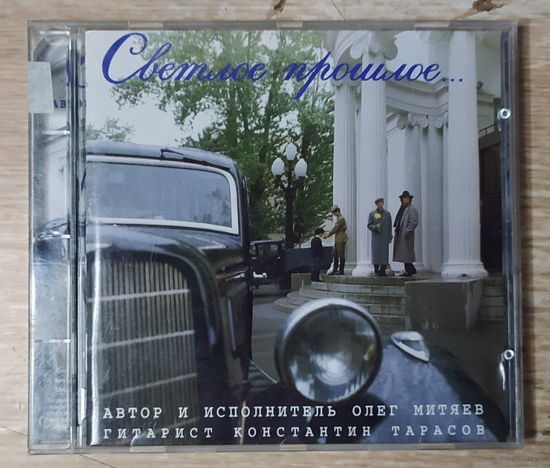 Светлое прошлое...
АВТОР И ИСПОЛНИТЕЛЬ ОЛЕГ МИТЯЕВ
ГИТАРИСТ КОНСТАНТИН ТАРАСОВ